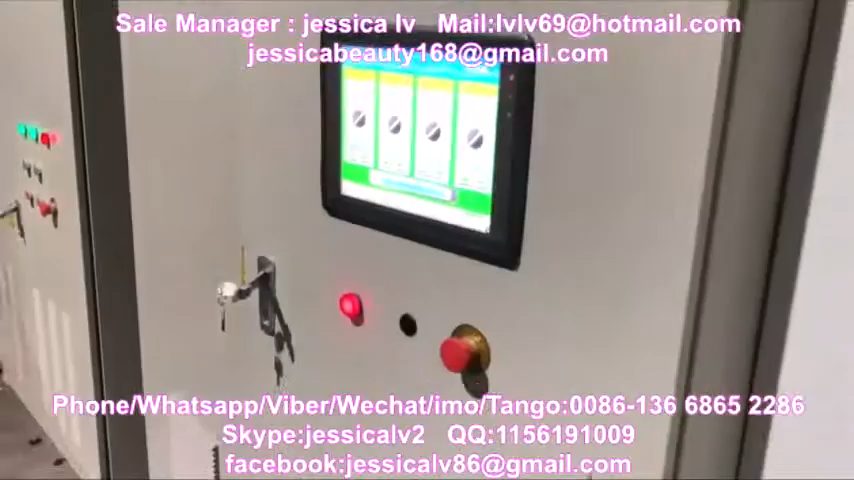 Sale Manager : jessica lv Mail:lvlv69@hotmail.com
jessicabeauty168@gmail.com
Phone/Whatsapp/Viber/Wechat/imo/Tango:0086-136 6865 2286
Skype:jessicalv2 QQ:1156191009
facebook:jessicalv86@gmail.com